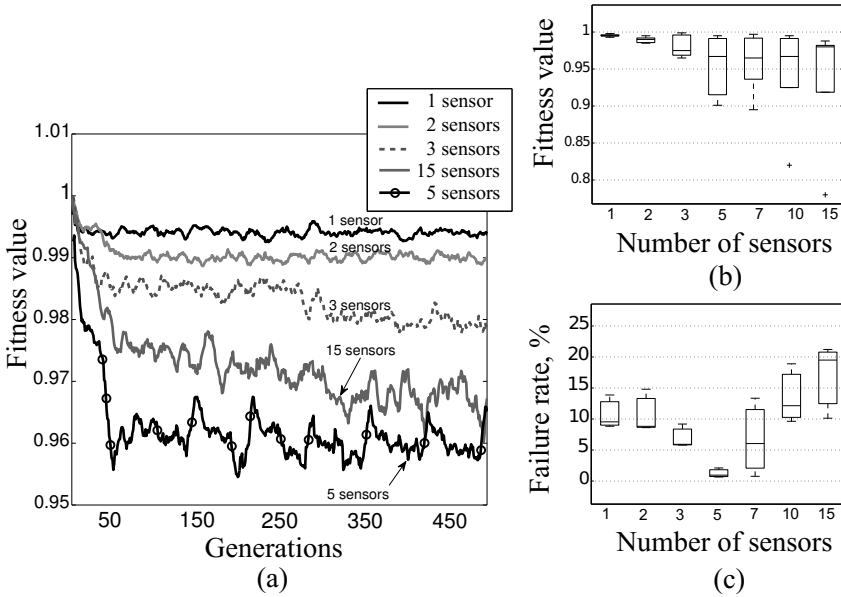 1 sensor
2 sensors
3 sensors
15 sensors
5 sensors
1.01
1
0.99
0.98
0.97
0.96
0.95
Fitness value
1 sensor
2 sensors
3 sensors
15 sensors
5 sensors
50
150
250
350
450
Generations
(a)
Fitness value
1
0.95
0.9
0.85
0.8
1 2 3 5 7 10 15
Number of sensors
(b)
Failure rate, %
25
20
15
10
5
0
1 2 3 5 7 10 15
Number of sensors
(c)